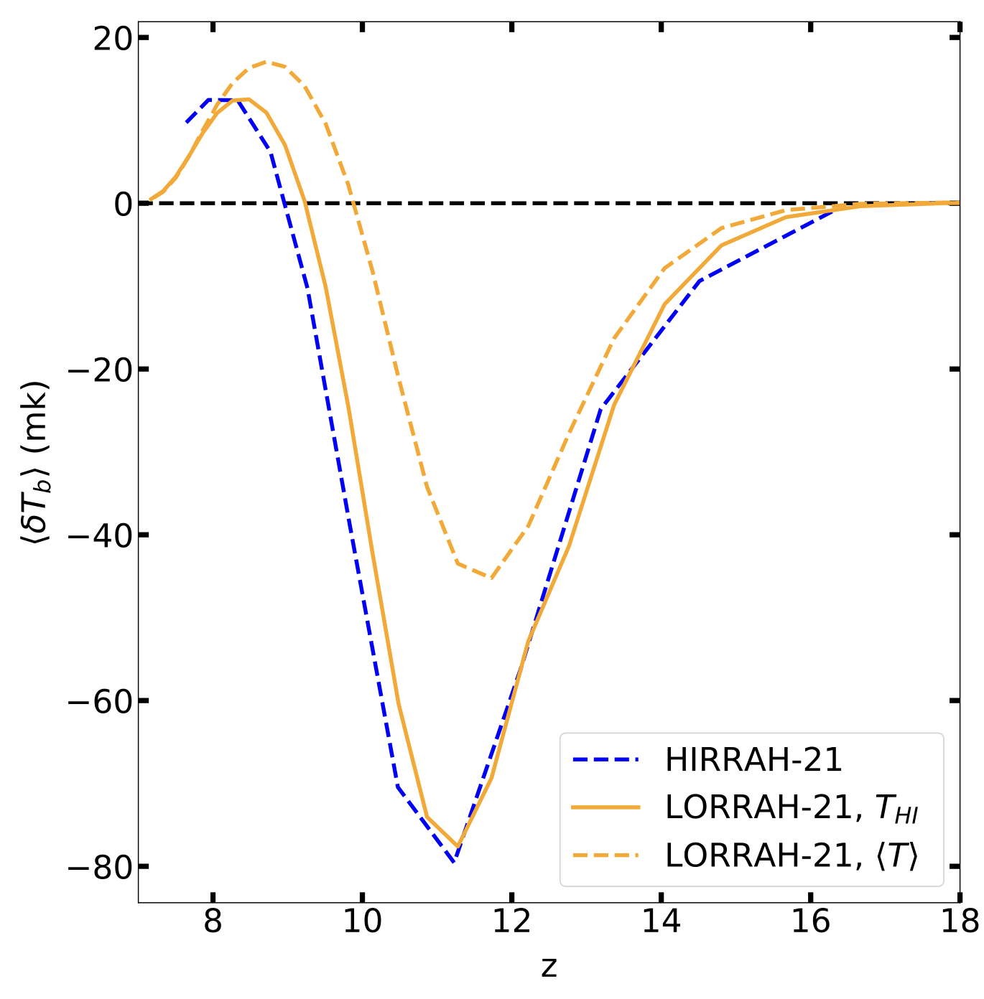 20
0
−20
−40
−60
−80
⟨δT_b⟩ (mk)
8 10 12 14 16 18
z
HIRRAH-21
LORRAH-21, T_HI
LORRAH-21, ⟨T⟩